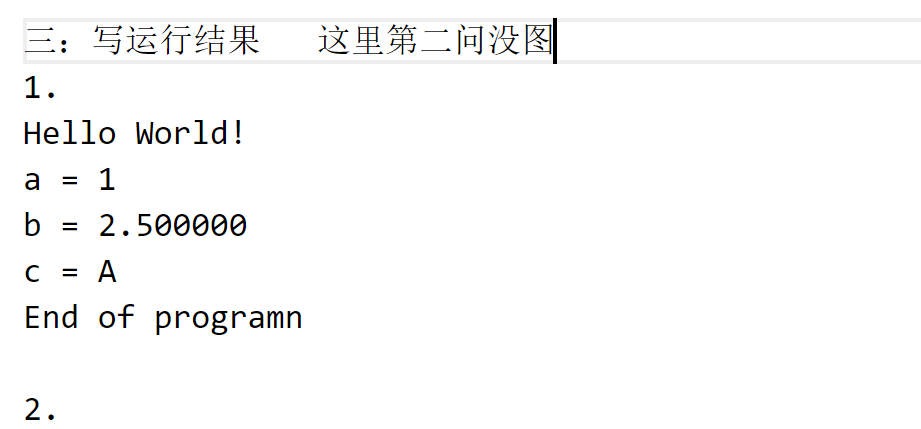 三：写运行结果   这里第二问没图
1.
Hello World!
a = 1
b = 2.500000
c = A
End of programn
2.